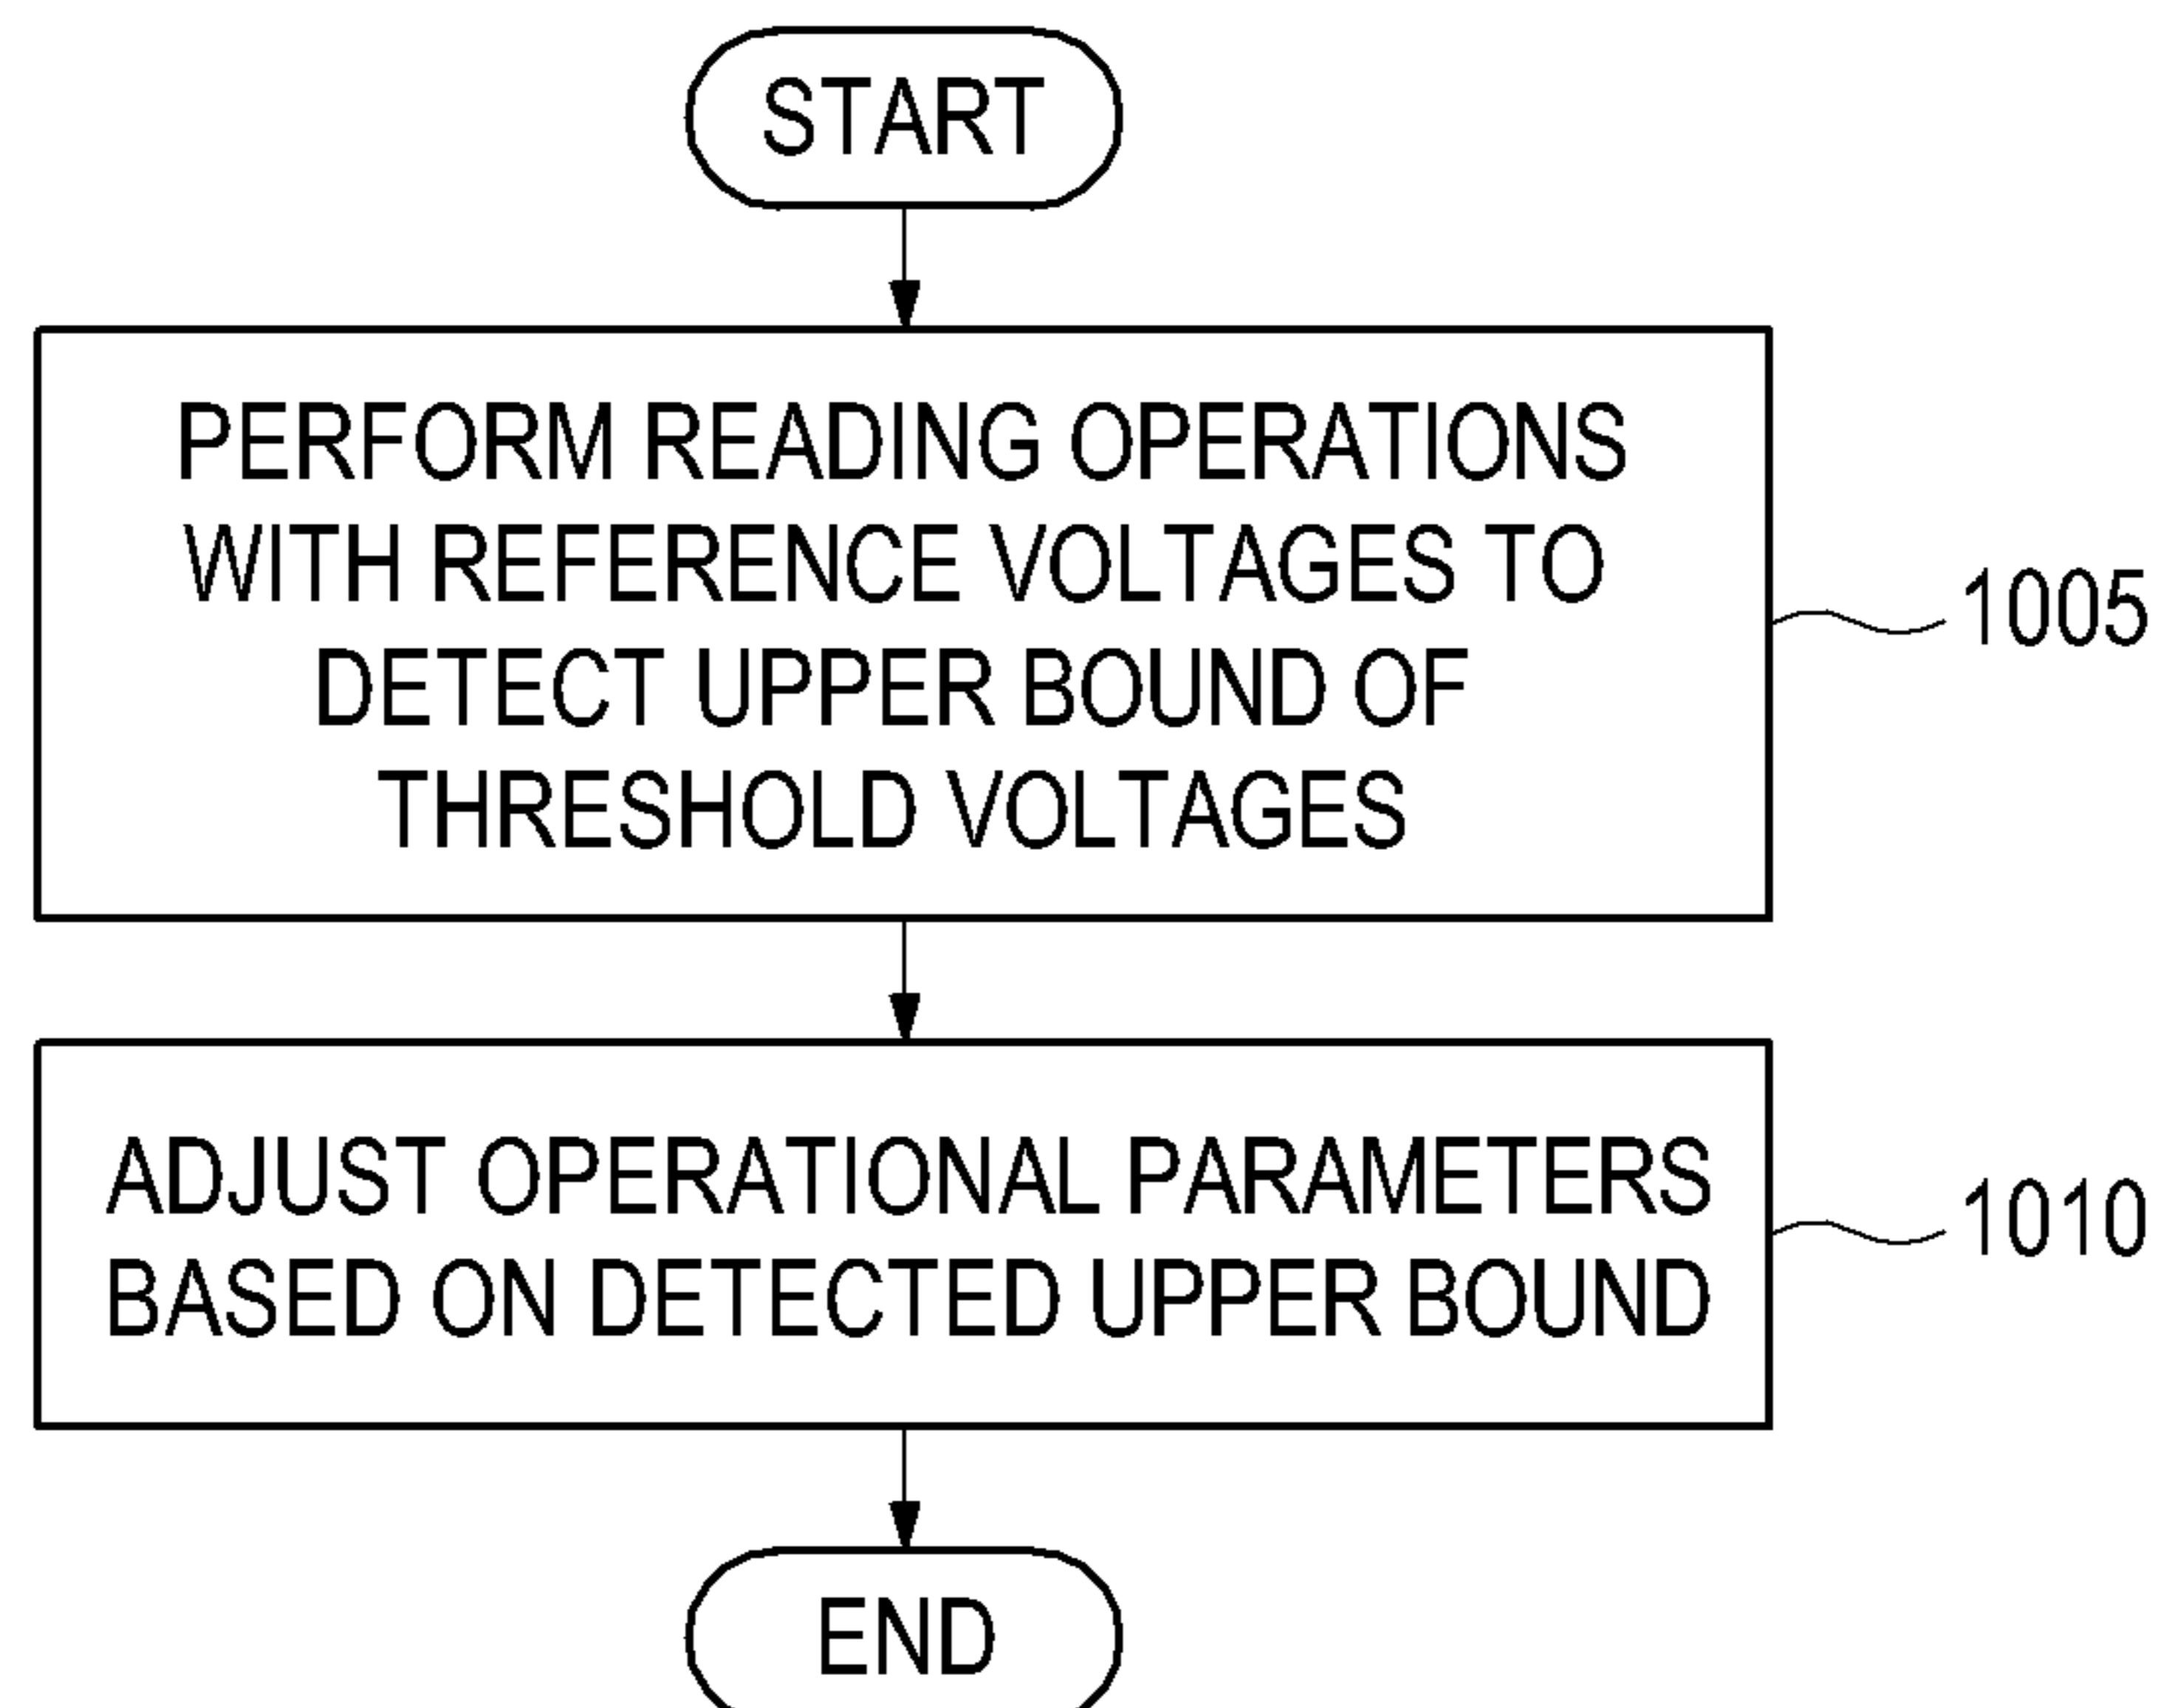 START
PERFORM READING OPERATIONS
WITH REFERENCE VOLTAGES TO
DETECT UPPER BOUND OF
THRESHOLD VOLTAGES
1005
ADJUST OPERATIONAL PARAMETERS
BASED ON DETECTED UPPER BOUND
1010
END